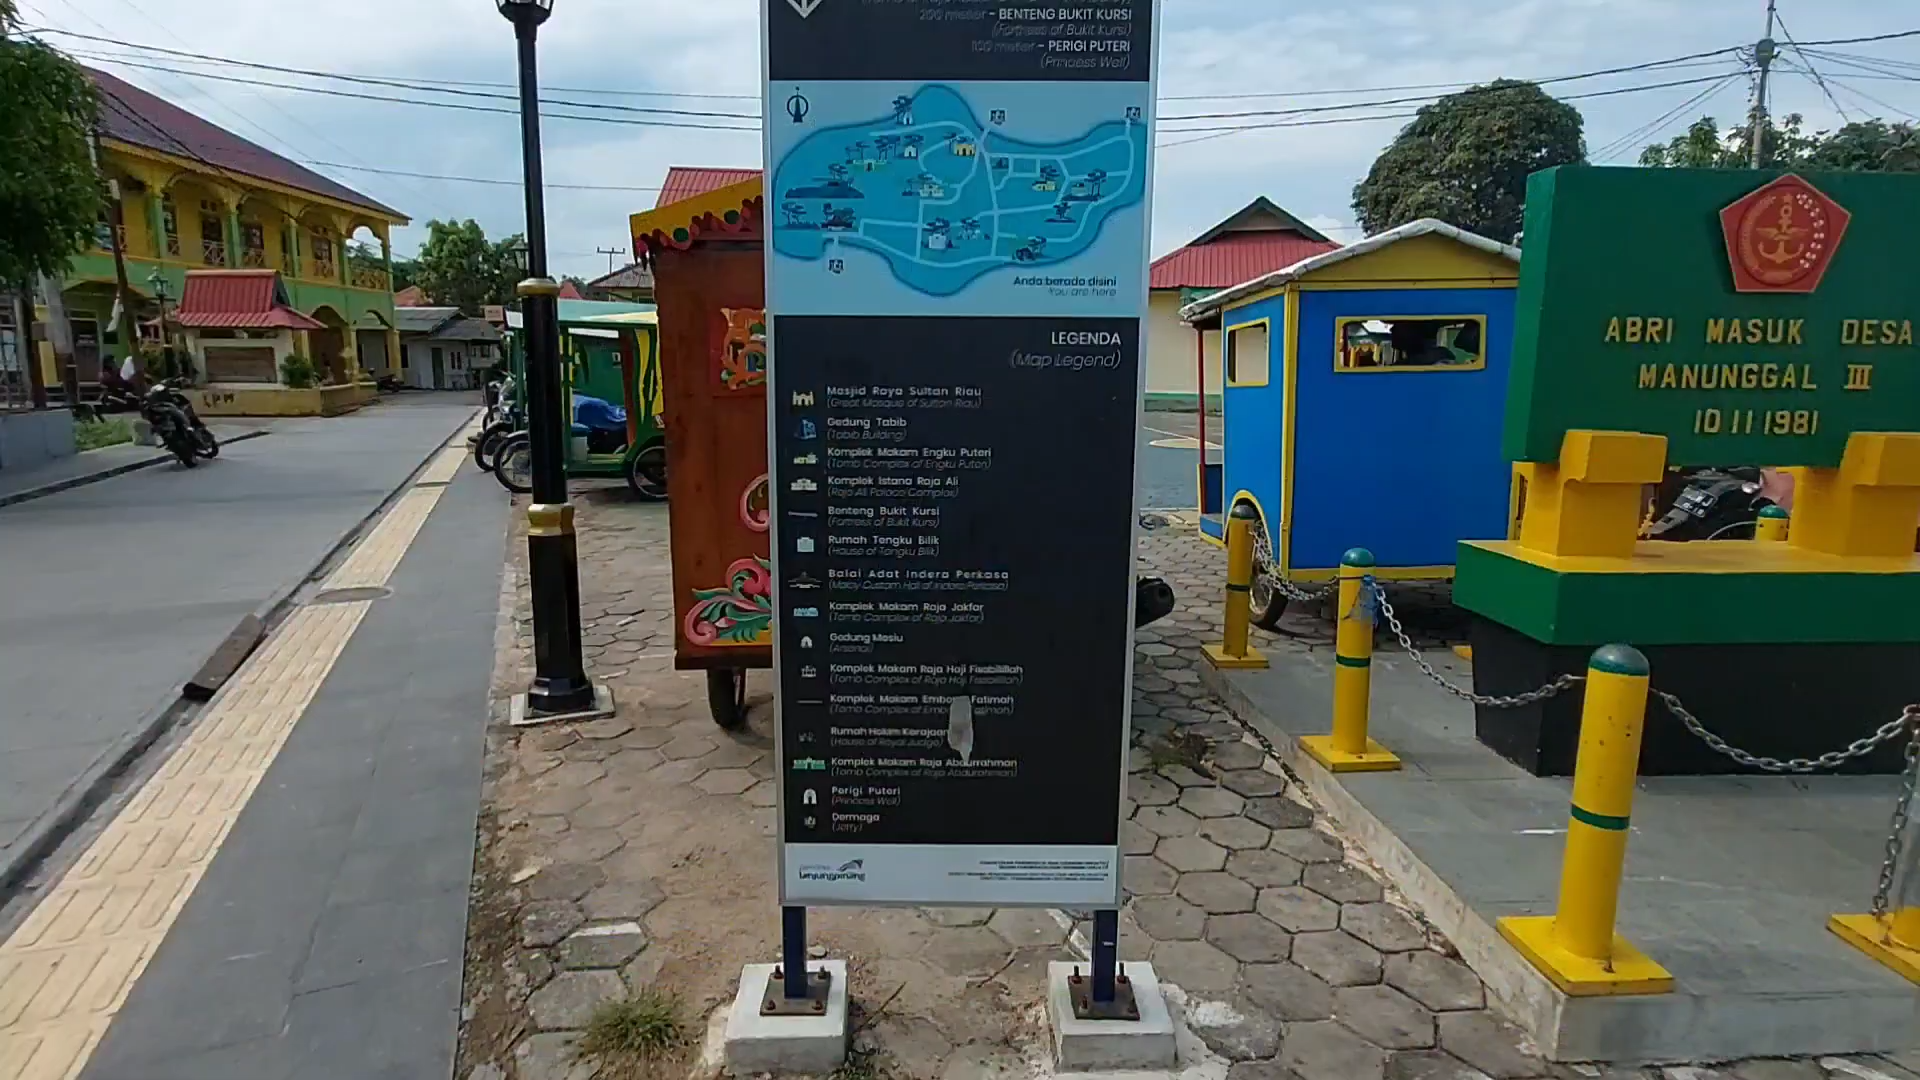 200 meter - BENTENG BUKIT KURSI
(Fortress of Bukit Kursi)
100 meter - PERIGI PUTERI
(Princess Well)
Anda berada disini
You are here
LEGENDA
(Map Legend)
Masjid Raya Sultan Riau
(Great Mosque of Sultan Riau)
Gedung Tabib
(Tabib Building)
Komplek Makam Engku Puteri
(Tomb Complex of Engku Puteri)
Komplek Istana Raja Ali
(Raja Ali Palace Complex)
Benteng Bukit Kursi
(Fortress of Bukit Kursi)
Rumah Tengku Bilik
(House of Tengku Bilik)
Balai Adat Indera Perkasa
(Malay Custom Hall of Indera Perkasa)
Komplek Makam Raja Jakfar
(Tomb Complex of Raja Jakfar)
Gedung Mesiu
(Arsenal)
Komplek Makam Raja Haji Fisabilillah
(Tomb Complex of Raja Haji Fisabilillah)
Komplek Makam Fatimah
(Tomb Complex of
Rumah Hakim Kerajaan
(House of Royal Judge)
Komplek Makam Raja Abdurrahman
(Tomb Complex of Raja Abdurahman)
Perigi Puteri
(Princess Well)
Dermaga
(Jetty)
tanjungpinang
ABRI MASUK DESA
MANUNGGAL III
10 11 1981
LPM